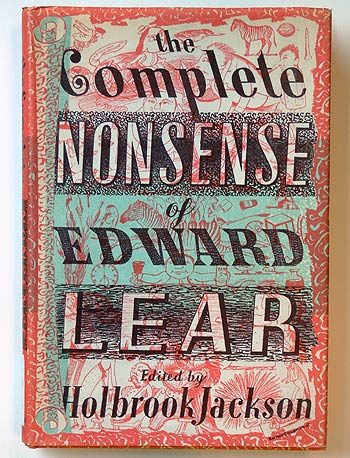 the
Complete
NONSENSE
of
EDWARD
LEAR
Edited by
Holbrook Jackson